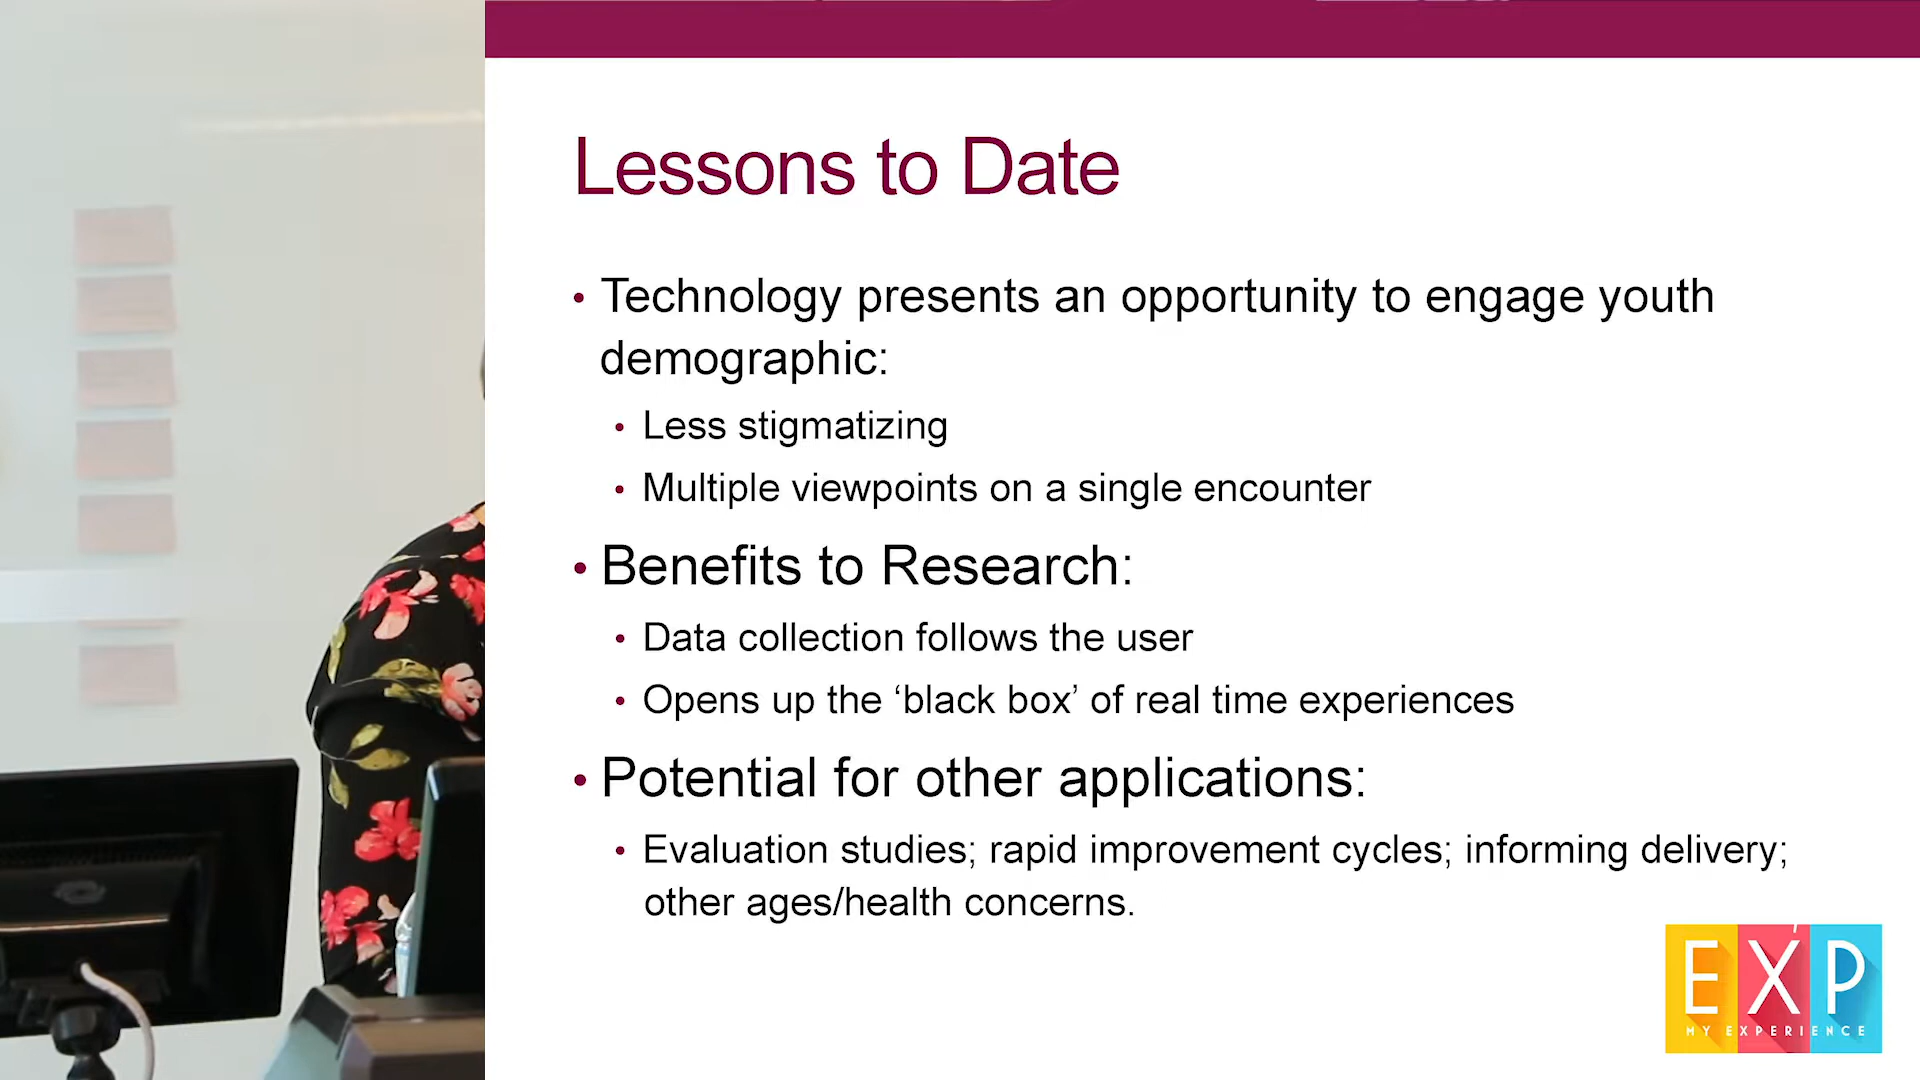 Lessons to Date
• Technology presents an opportunity to engage youth
demographic:
• Less stigmatizing
• Multiple viewpoints on a single encounter
• Benefits to Research:
• Data collection follows the user
• Opens up the ‘black box’ of real time experiences
• Potential for other applications:
• Evaluation studies; rapid improvement cycles; informing delivery;
other ages/health concerns.
EXP
MY EXPERIENCE